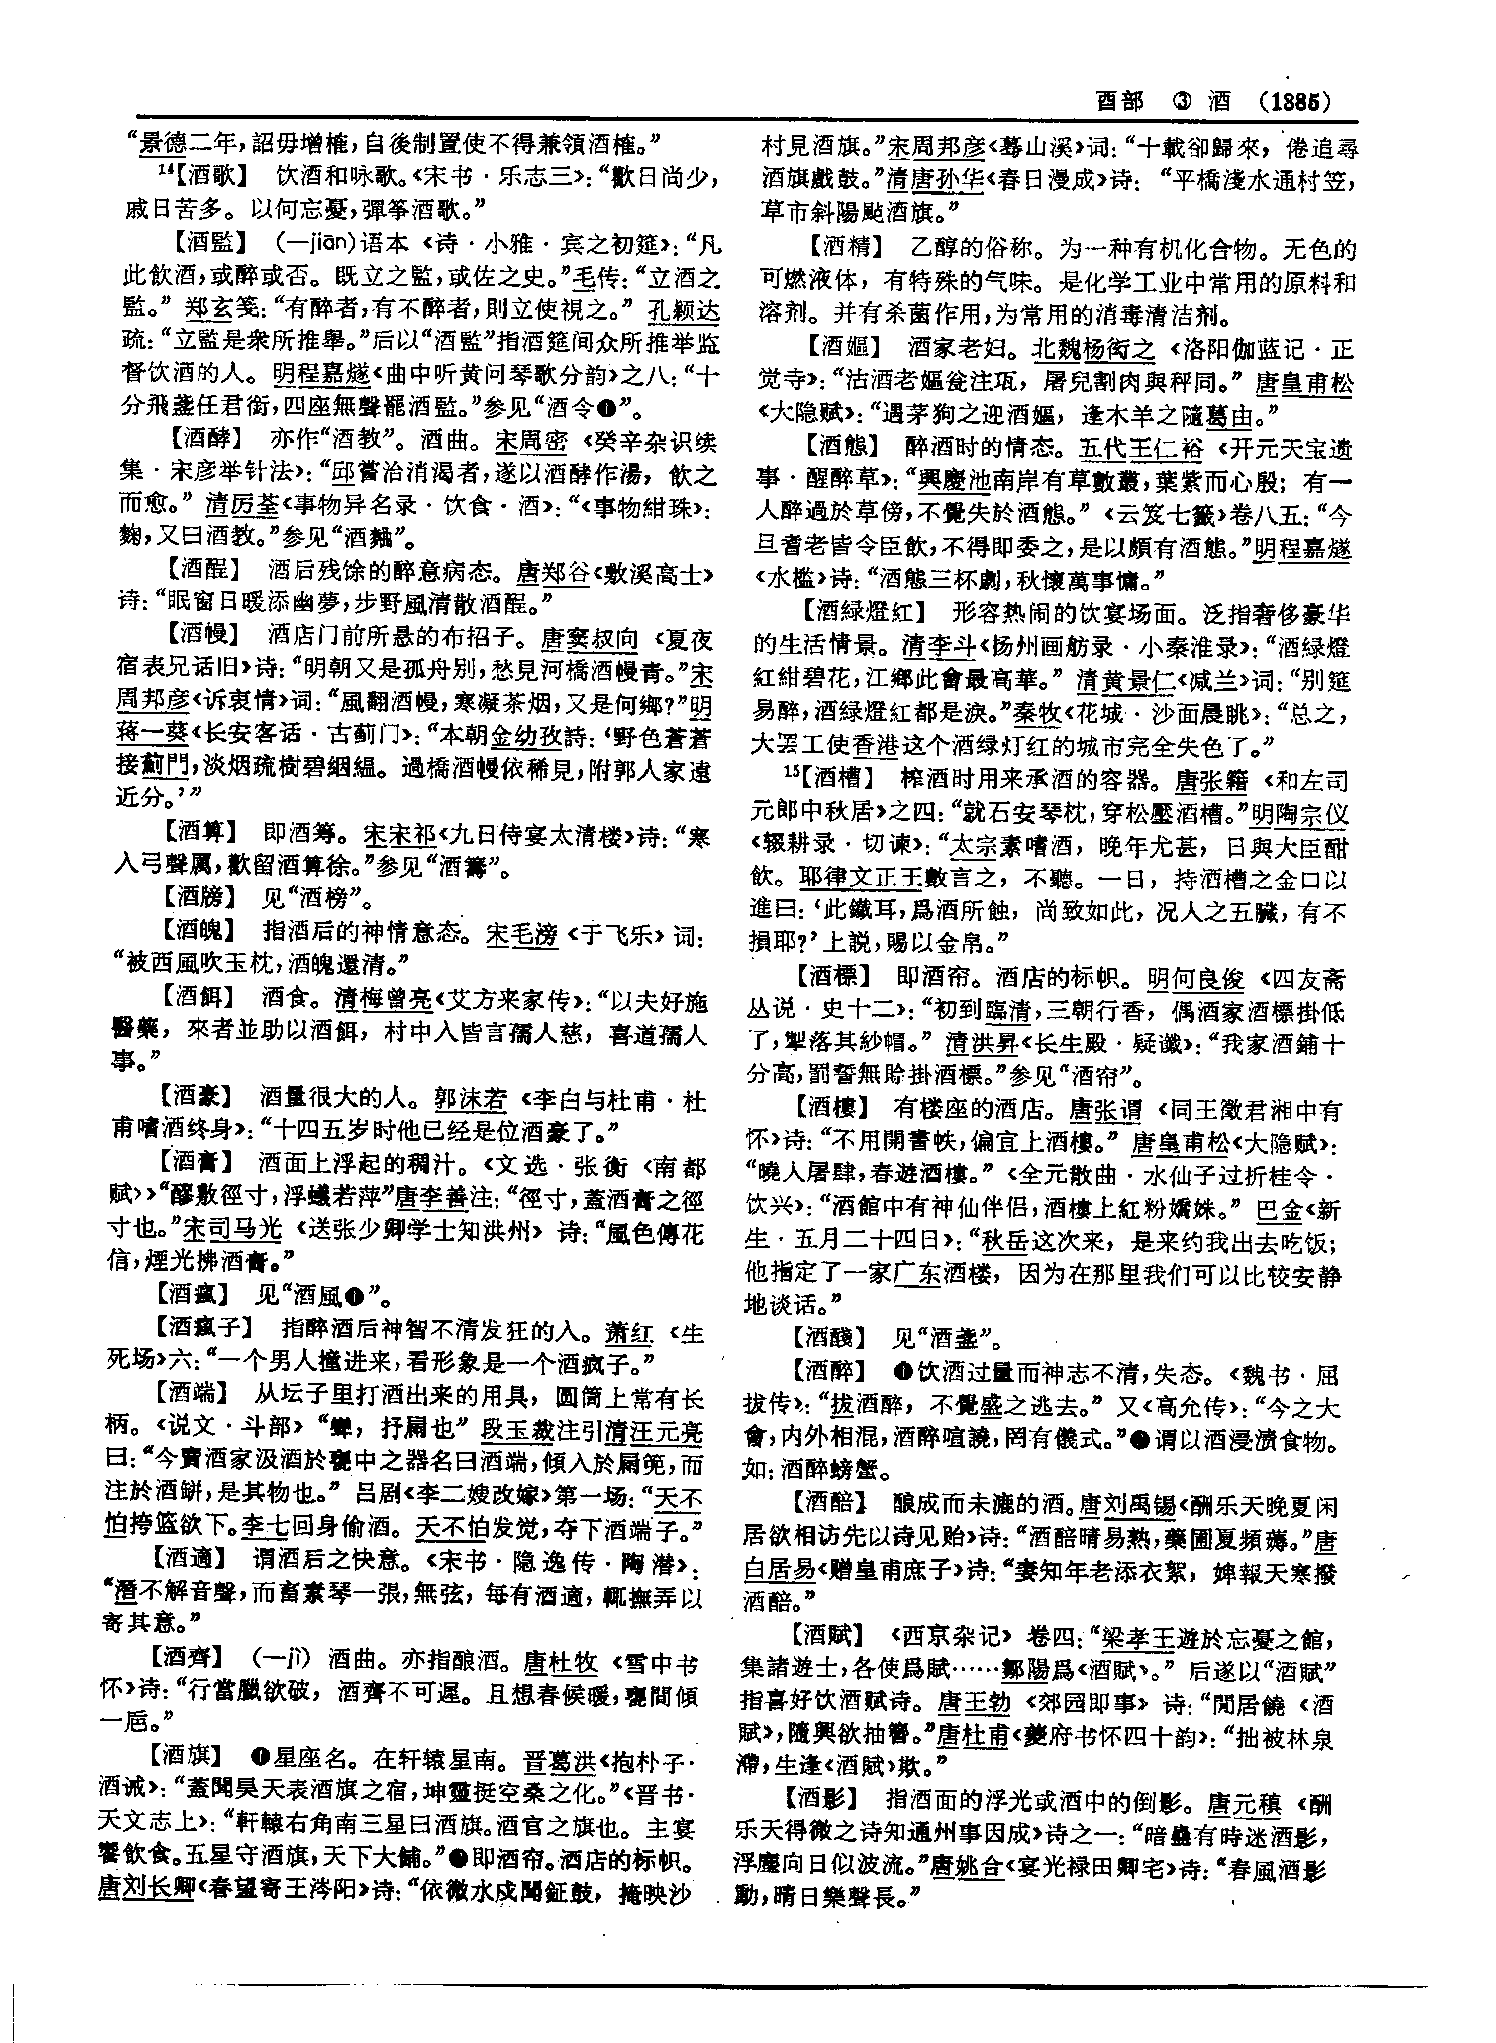 酉部 ③ 酒 (1385)
“景德二年，詔毋增榷，自後制置使不得兼領酒榷。”
¹⁴【酒歌】 饮酒和咏歌。《宋书·乐志三》：“歡日尚少，
戚日苦多。以何忘憂，彈筝酒歌。”
【酒監】 (—jiān)语本《诗·小雅·宾之初筵》：“凡
此飲酒，或醉或否。既立之監，或佐之史。”毛传：“立酒之
監。”郑玄笺：“有醉者，有不醉者，則立使視之。”孔颖达
疏：“立監是衆所推舉。”后以“酒監”指酒筵间众所推举监
督饮酒的人。明程嘉燧《曲中听黄问琴歌分韵》之八：“十
分飛盞任君銜，四座無聲罷酒監。”参见“酒令❶”。
【酒酵】 亦作“酒教”。酒曲。宋周密《癸辛杂识续
集·宋彦举针法》：“邱嘗治消渴者，遂以酒酵作湯，飲之
而愈。”清厉荃《事物异名录·饮食·酒》：“《事物紺珠》：
麴，又曰酒教。”参见“酒麯”。
【酒酲】 酒后残馀的醉意病态。唐郑谷《敷溪高士》
诗：“眠窗日暖添幽夢，步野風清散酒酲。”
【酒幔】 酒店门前所悬的布招子。唐窦叔向《夏夜
宿表兄话旧》诗：“明朝又是孤舟别，愁見河橋酒幔青。”宋
周邦彦《诉衷情》词：“風翻酒幔，寒凝茶烟，又是何鄉？”明
蒋一葵《长安客话·古蓟门》：“本朝金幼孜詩：‘野色蒼蒼
接薊門，淡烟疏樹碧絪緼。過橋酒幔依稀見，附郭人家遠
近分。’”
【酒算】 即酒筹。宋宋祁《九日侍宴太清楼》诗：“寒
入弓聲厲，歡留酒算徐。”参见“酒籌”。
【酒牓】 见“酒榜”。
【酒魄】 指酒后的神情意态。宋毛滂《于飞乐》词：
“被西風吹玉枕，酒魄還清。”
【酒餌】 酒食。清梅曾亮《艾方来家传》：“以夫好施
醫藥，來者並助以酒餌，村中人皆言孺人慈，喜道孺人
事。”
【酒豪】 酒量很大的人。郭沫若《李白与杜甫·杜
甫嗜酒终身》：“十四五岁时他已经是位酒豪了。”
【酒膏】 酒面上浮起的稠汁。《文选·张衡〈南都
赋〉》“醪敷徑寸，浮蟻若萍”唐李善注：“徑寸，蓋酒膏之徑
寸也。”宋司马光《送张少卿学士知洪州》诗：“風色傳花
信，煙光拂酒膏。”
【酒瘋】 见“酒風❶”。
【酒瘋子】 指醉酒后神智不清发狂的人。萧红《生
死场》六：“一个男人撞进来，看形象是一个酒疯子。”
【酒端】 从坛子里打酒出来的用具，圆筒上常有长
柄。《说文·斗部》“㪻，抒扇也”段玉裁注引清汪元亮
曰：“今賣酒家汲酒於甕中之器名曰酒端，傾入於扇篼，而
注於酒缾，是其物也。”吕剧《李二嫂改嫁》第一场：“天不
怕挎篮欲下。李七回身偷酒。天不怕发觉，夺下酒端子。”
【酒適】 谓酒后之快意。《宋书·隐逸传·陶潜》：
“潛不解音聲，而畜素琴一張，無弦，每有酒適，輒撫弄以
寄其意。”
【酒齊】 (—jì) 酒曲。亦指酿酒。唐杜牧《雪中书
怀》诗：“行當臘欲破，酒齊不可遲。且想春候暖，甕間傾
一卮。”
【酒旗】 ❶星座名。在轩辕星南。晋葛洪《抱朴子·
酒诫》：“蓋聞昊天表酒旗之宿，坤靈挺空桑之化。”《晋书·
天文志上》：“軒轅右角南三星曰酒旗。酒官之旗也。主宴
饗飲食。五星守酒旗，天下大酺。”❷即酒帘。酒店的标帜。
唐刘长卿《春望寄王涔阳》诗：“依微水戍聞鉦鼓，掩映沙
村見酒旗。”宋周邦彦《蓦山溪》词：“十載卻歸來，倦追尋
酒旗戲鼓。”清唐孙华《春日漫成》诗：“平橋淺水通村笠，
草市斜陽颭酒旗。”
【酒精】 乙醇的俗称。为一种有机化合物。无色的
可燃液体，有特殊的气味。是化学工业中常用的原料和
溶剂。并有杀菌作用，为常用的消毒清洁剂。
【酒嫗】 酒家老妇。北魏杨衒之《洛阳伽蓝记·正
觉寺》：“沽酒老嫗瓮注瓨，屠兒割肉與秤同。”唐皇甫松
《大隐赋》：“遇茅狗之迎酒嫗，逢木羊之隨葛由。”
【酒態】 醉酒时的情态。五代王仁裕《开元天宝遗
事·醒醉草》：“興慶池南岸有草數叢，葉紫而心殷；有一
人醉過於草傍，不覺失於酒態。”《云笈七籤》卷八五：“今
旦耆老皆令臣飲，不得即委之，是以頗有酒態。”明程嘉燧
《水槛》诗：“酒態三杯劇，秋懷萬事慵。”
【酒緑燈紅】 形容热闹的饮宴场面。泛指奢侈豪华
的生活情景。清李斗《扬州画舫录·小秦淮录》：“酒緑燈
紅紺碧花，江鄉此會最高華。”清黄景仁《减兰》词：“别筵
易醉，酒緑燈紅都是淚。”秦牧《花城·沙面晨眺》：“总之，
大罢工使香港这个酒绿灯红的城市完全失色了。”
¹⁵【酒槽】 榨酒时用来承酒的容器。唐张籍《和左司
元郎中秋居》之四：“就石安琴枕，穿松壓酒槽。”明陶宗仪
《辍耕录·切谏》：“太宗素嗜酒，晚年尤甚，日與大臣酣
飲。耶律文正王數言之，不聽。一日，持酒槽之金口以
進曰：‘此鐵耳，爲酒所蝕，尚致如此，况人之五臟，有不
損耶？’上説，賜以金帛。”
【酒標】 即酒帘。酒店的标帜。明何良俊《四友斋
丛说·史十二》：“初到臨清，三朝行香，偶酒家酒標掛低
了，掣落其紗帽。”清洪昇《长生殿·疑谶》：“我家酒鋪十
分高，罰誓無賒掛酒標。”参见“酒帘”。
【酒樓】 有楼座的酒店。唐张谓《同王徵君湘中有
怀》诗：“不用開書帙，偏宜上酒樓。”唐皇甫松《大隐赋》：
“曉人屠肆，春遊酒樓。”《全元散曲·水仙子过折桂令·
饮兴》：“酒館中有神仙伴侣，酒樓上紅粉嬌姝。”巴金《新
生·五月二十四日》：“秋岳这次来，是来约我出去吃饭；
他指定了一家广东酒楼，因为在那里我们可以比较安静
地谈话。”
【酒醆】 见“酒盞”。
【酒醉】 ❶饮酒过量而神志不清，失态。《魏书·屈
拔传》：“拔酒醉，不覺盛之逃去。”又《高允传》：“今之大
會，内外相混，酒醉喧譊，罔有儀式。”❷谓以酒浸渍食物。
如：酒醉螃蟹。
【酒醅】 酿成而未漉的酒。唐刘禹锡《酬乐天晚夏闲
居欲相访先以诗见贻》诗：“酒醅晴易熟，藥圃夏頻薅。”唐
白居易《赠皇甫庶子》诗：“妻知年老添衣絮，婢報天寒撥
酒醅。”
【酒赋】 《西京杂记》卷四：“梁孝王遊於忘憂之館，
集諸遊士，各使爲賦……鄒陽爲《酒賦》。”后遂以“酒賦”
指喜好饮酒赋诗。唐王勃《郊园即事》诗：“閒居饒《酒
賦》，隨興欲抽簪。”唐杜甫《夔府书怀四十韵》：“拙被林泉
滯，生逢《酒賦》欺。”
【酒影】 指酒面的浮光或酒中的倒影。唐元稹《酬
乐天得微之诗知通州事因成》诗之一：“暗蠱有時迷酒影，
浮塵向日似波流。”唐姚合《宴光禄田卿宅》诗：“春風酒影
動，晴日樂聲長。”